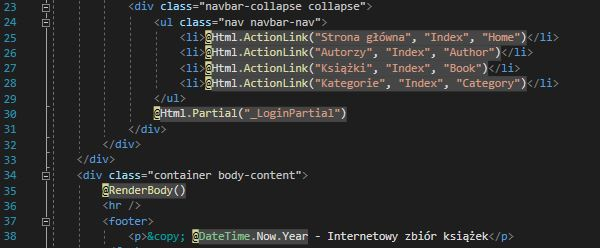 23 <div class="navbar-collapse collapse">
24 <ul class="nav navbar-nav">
25 <li>@Html.ActionLink("Strona główna", "Index", "Home")</li>
26 <li>@Html.ActionLink("Autorzy", "Index", "Author")</li>
27 <li>@Html.ActionLink("Książki", "Index", "Book")</li>
28 <li>@Html.ActionLink("Kategorie", "Index", "Category")</li>
29 </ul>
30 @Html.Partial("_LoginPartial")
31 </div>
32 </div>
33 </div>
34 <div class="container body-content">
35 @RenderBody()
36 <hr />
37 <footer>
38 <p>&copy; @DateTime.Now.Year - Internetowy zbiór książek</p>